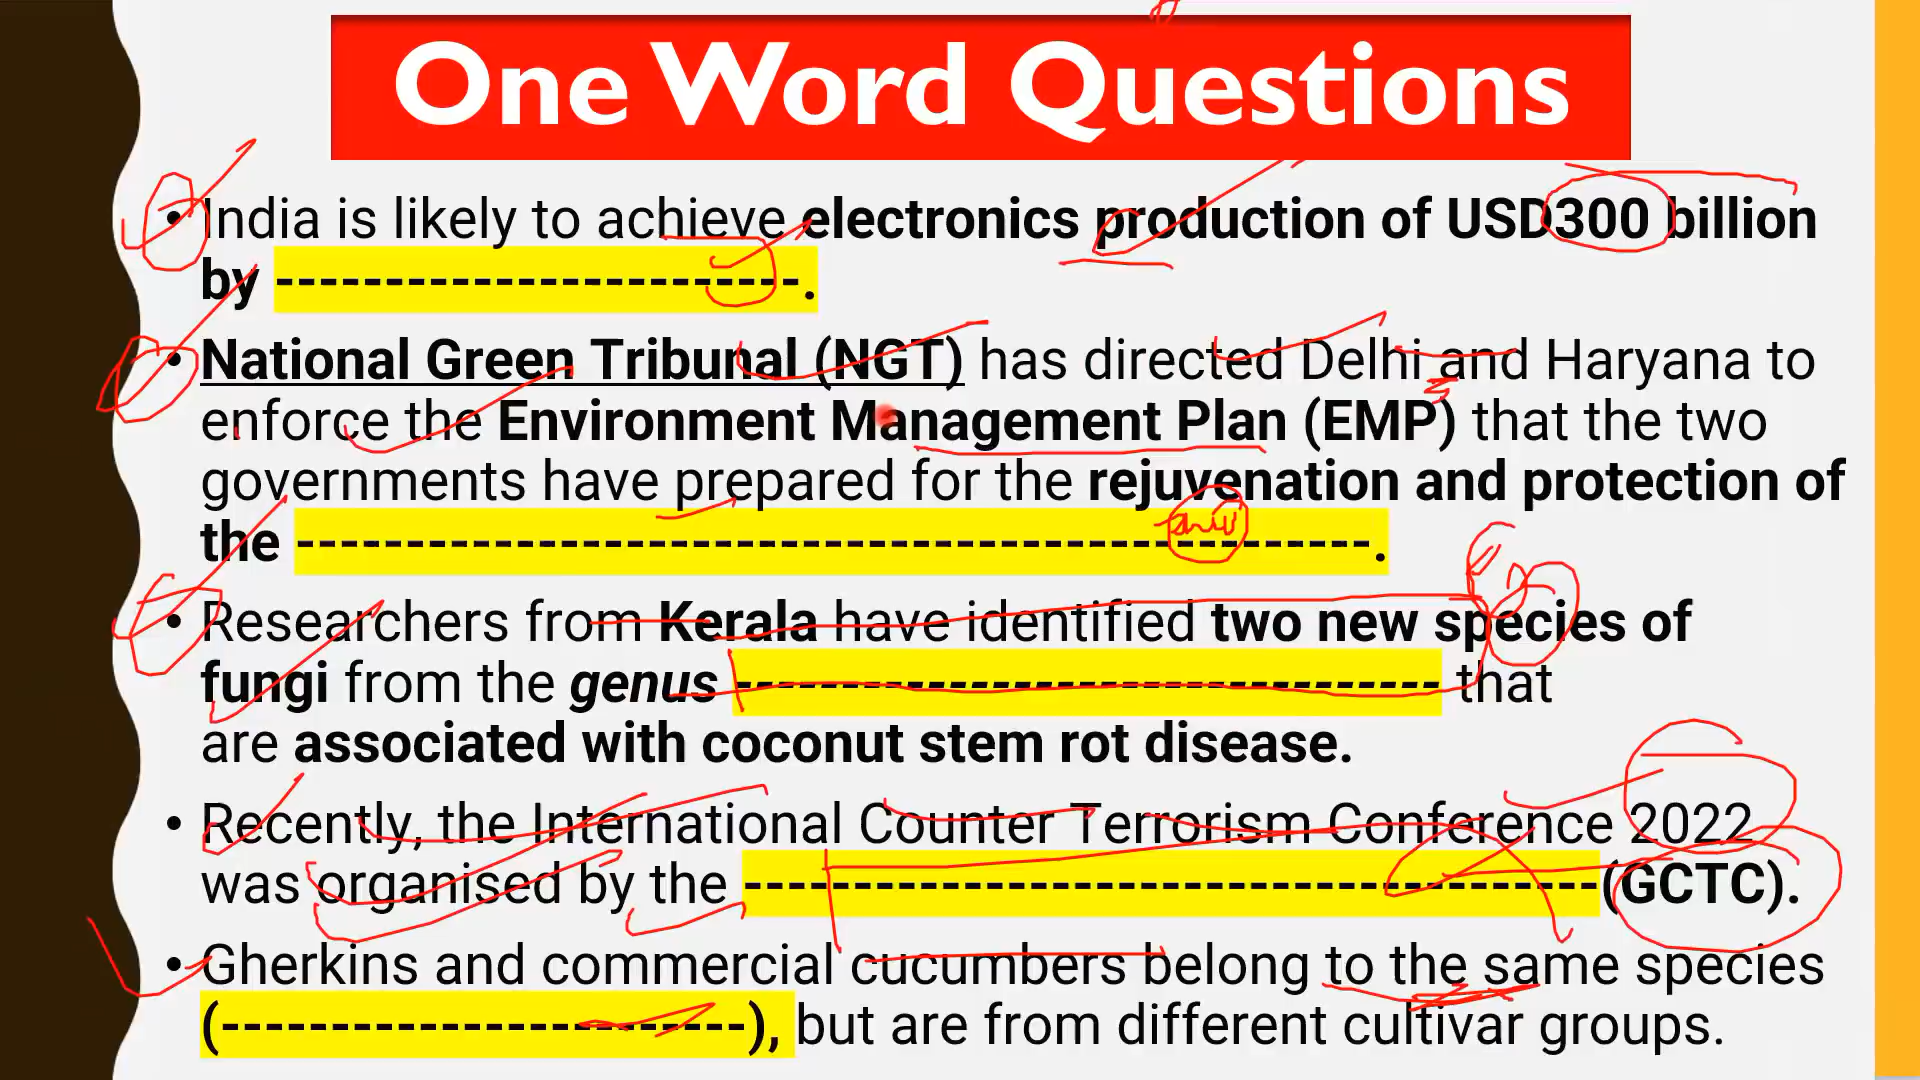 One Word Questions
• India is likely to achieve electronics production of USD300 billion
by ------------------------.
• National Green Tribunal (NGT) has directed Delhi and Haryana to
enforce the Environment Management Plan (EMP) that the two
governments have prepared for the rejuvenation and protection of
the -------------------------------------------------.
• Researchers from Kerala have identified two new species of
fungi from the genus -------------------------------- that
are associated with coconut stem rot disease.
• Recently, the International Counter Terrorism Conference 2022
was organised by the ---------------------------------------(GCTC).
• Gherkins and commercial cucumbers belong to the same species
(------------------------), but are from different cultivar groups.